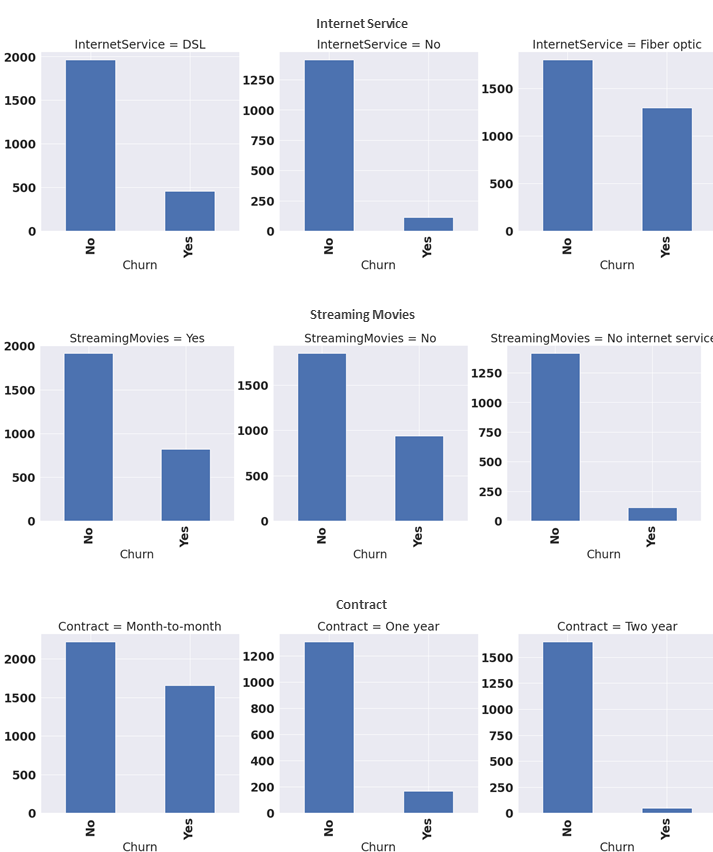 Internet Service
InternetService = DSL
InternetService = No
InternetService = Fiber optic
2000
1500
1000
500
0
No
Yes
Churn
1250
1000
750
500
250
0
No
Yes
Churn
1500
1000
500
0
No
Yes
Churn
Streaming Movies
StreamingMovies = Yes
StreamingMovies = No
StreamingMovies = No internet service
2000
1500
1000
500
0
No
Yes
Churn
1500
1000
500
0
No
Yes
Churn
1250
1000
750
500
250
0
No
Yes
Churn
Contract
Contract = Month-to-month
Contract = One year
Contract = Two year
2000
1500
1000
500
0
No
Yes
Churn
1200
1000
800
600
400
200
0
No
Yes
Churn
1500
1250
1000
750
500
250
0
No
Yes
Churn